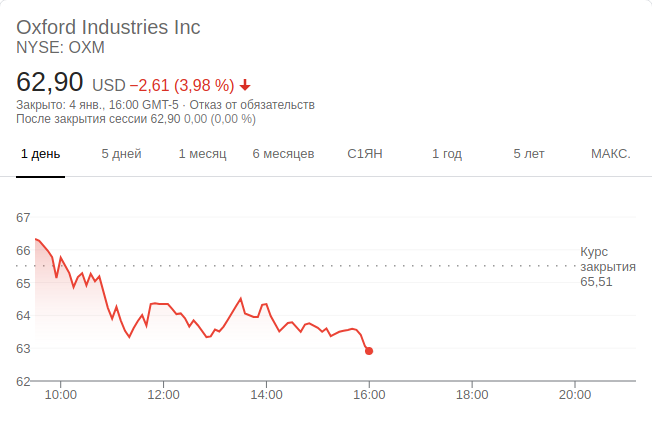 Oxford Industries Inc
NYSE: OXM
62,90 USD −2,61 (3,98 %)
Закрыто: 4 янв., 16:00 GMT-5 · Отказ от обязательств
После закрытия сессии 62,90 0,00 (0,00 %)
1 день 5 дней 1 месяц 6 месяцев С1ЯН 1 год 5 лет МАКС.
67
66
65
64
63
62
Курс
закрытия
65,51
10:00 12:00 14:00 16:00 18:00 20:00